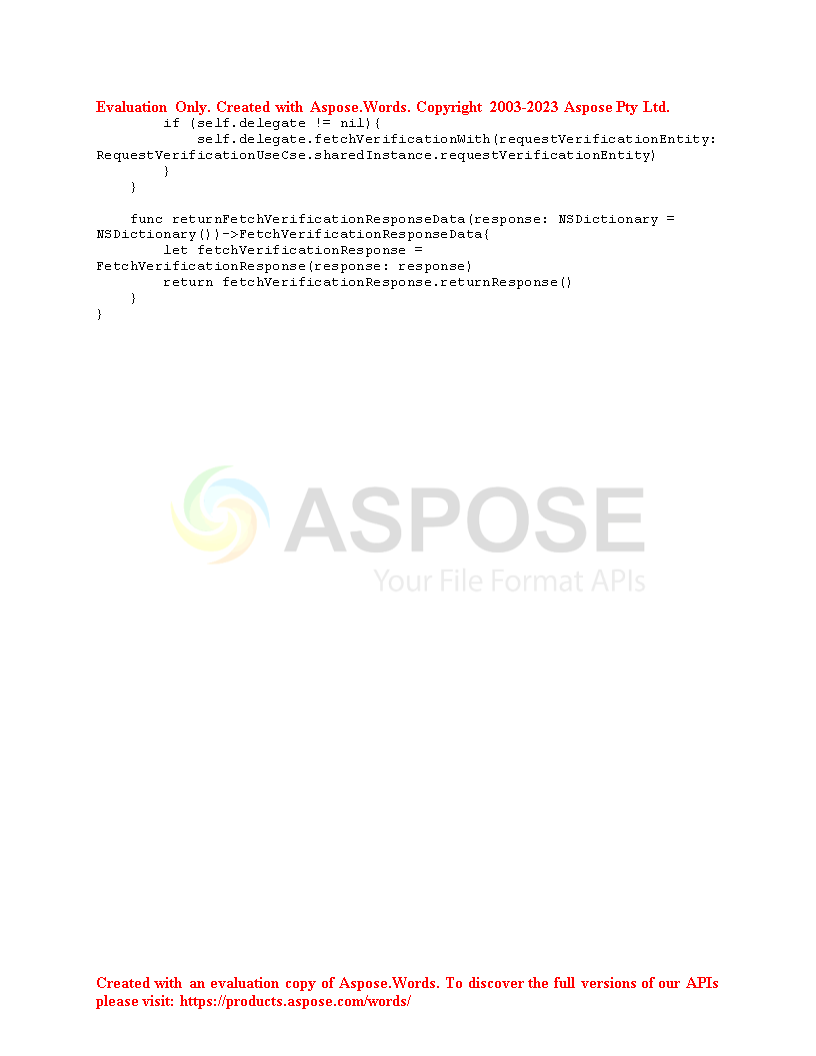 Evaluation Only. Created with Aspose.Words. Copyright 2003-2023 Aspose Pty Ltd.
        if (self.delegate != nil){
            self.delegate.fetchVerificationWith(requestVerificationEntity:
RequestVerificationUseCse.sharedInstance.requestVerificationEntity)
        }
    }

    func returnFetchVerificationResponseData(response: NSDictionary =
NSDictionary())->FetchVerificationResponseData{
        let fetchVerificationResponse =
FetchVerificationResponse(response: response)
        return fetchVerificationResponse.returnResponse()
    }
}
ASPOSE
Your File Format APIs
Created with an evaluation copy of Aspose.Words. To discover the full versions of our APIs
please visit: https://products.aspose.com/words/